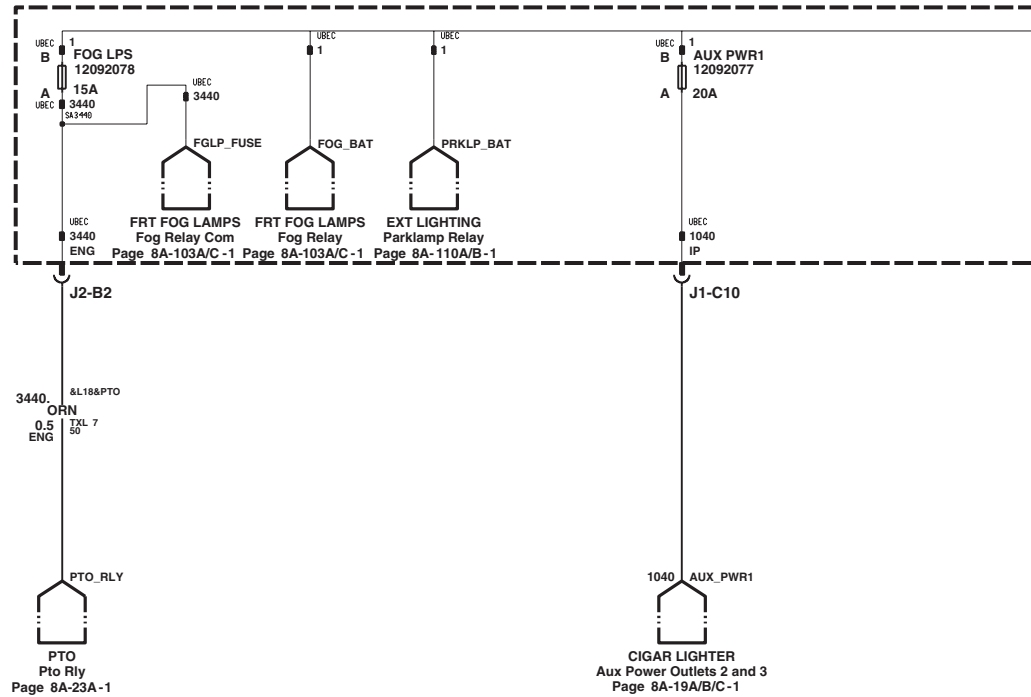 UBEC 1
B FOG LPS
12092078
A 15A
UBEC 3440
SA3440
UBEC
3440
FGLP_FUSE
FRT FOG LAMPS
Fog Relay Com
Page 8A-103A/C-1
UBEC
1
FOG_BAT
FRT FOG LAMPS
Fog Relay
Page 8A-103A/C-1
UBEC
1
PRKLP_BAT
EXT LIGHTING
Parklamp Relay
Page 8A-110A/B-1
UBEC 1
B AUX PWR1
12092077
A 20A
UBEC
3440
ENG
J2-B2
UBEC
1040
IP
J1-C10
&L18&PTO
3440.
ORN
0.5 TXL 7
ENG 50
PTO_RLY
PTO
Pto Rly
Page 8A-23A-1
1040 AUX_PWR1
CIGAR LIGHTER
Aux Power Outlets 2 and 3
Page 8A-19A/B/C-1